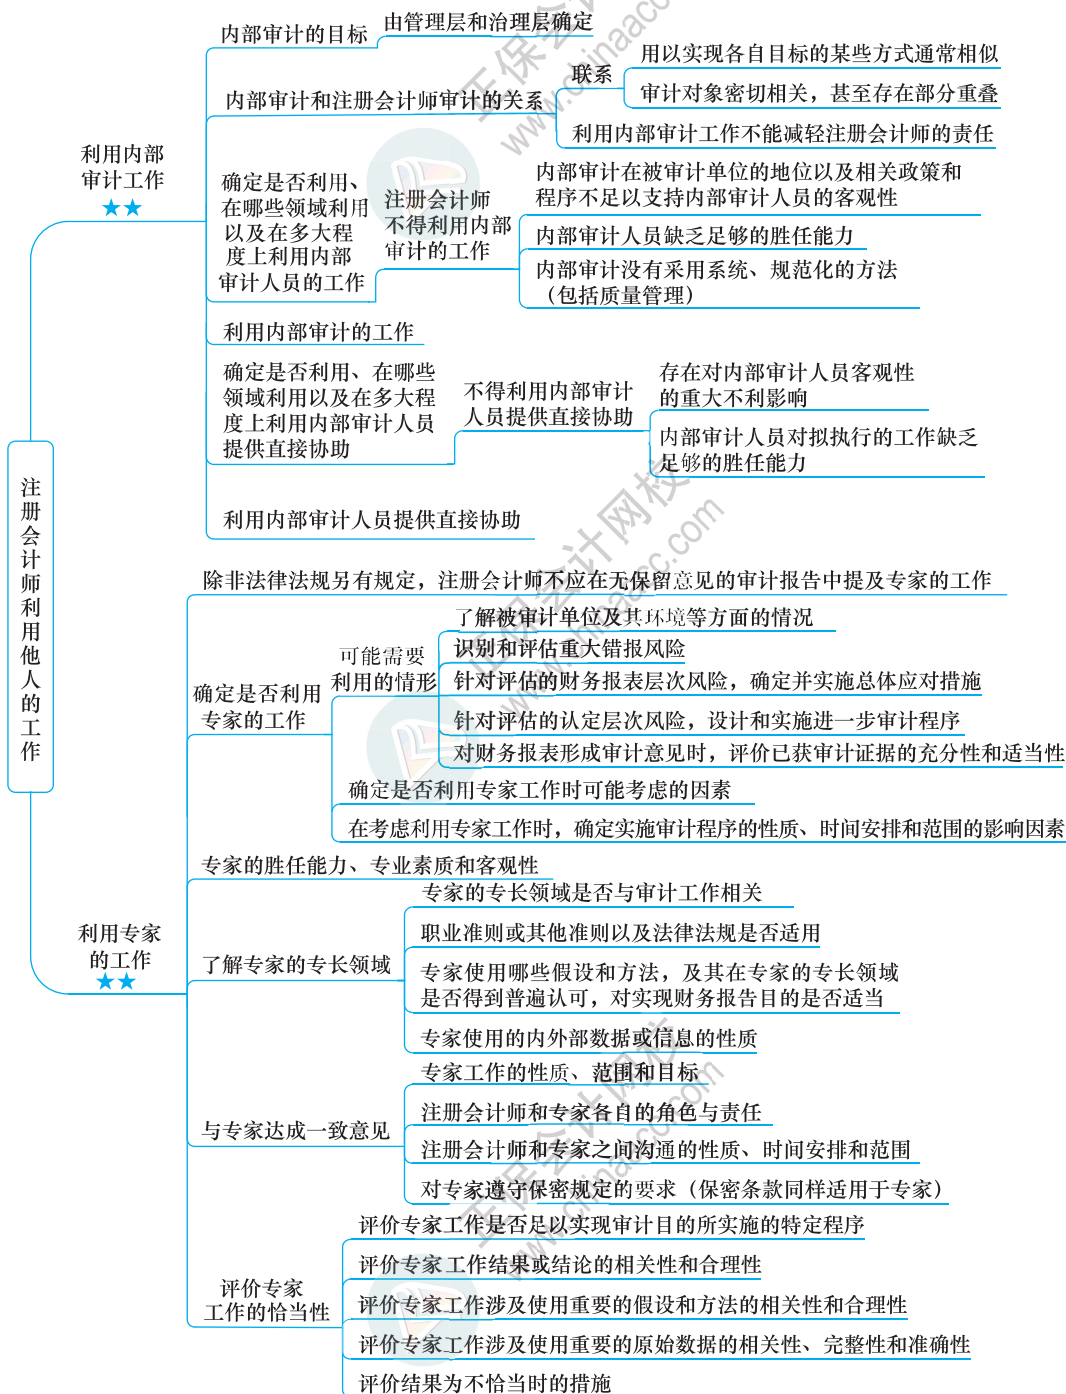 注册会计师利用他人的工作
利用内部
审计工作
★★
内部审计的目标
由管理层和治理层确定
内部审计和注册会计师审计的关系
联系
用以实现各自目标的某些方式通常相似
审计对象密切相关，甚至存在部分重叠
利用内部审计工作不能减轻注册会计师的责任
确定是否利用、
在哪些领域利用
以及在多大程
度上利用内部
审计人员的工作
注册会计师
不得利用内部
审计的工作
内部审计在被审计单位的地位以及相关政策和
程序不足以支持内部审计人员的客观性
内部审计人员缺乏足够的胜任能力
内部审计没有采用系统、规范化的方法
（包括质量管理）
利用内部审计的工作
确定是否利用、在哪些
领域利用以及在多大程
度上利用内部审计人员
提供直接协助
不得利用内部审计
人员提供直接协助
存在对内部审计人员客观性
的重大不利影响
内部审计人员对拟执行的工作缺乏
足够的胜任能力
利用内部审计人员提供直接协助
利用专家
的工作
★★
除非法律法规另有规定，注册会计师不应在无保留意见的审计报告中提及专家的工作
确定是否利用
专家的工作
可能需要
利用的情形
了解被审计单位及其环境等方面的情况
识别和评估重大错报风险
针对评估的财务报表层次风险，确定并实施总体应对措施
针对评估的认定层次风险，设计和实施进一步审计程序
对财务报表形成审计意见时，评价已获审计证据的充分性和适当性
确定是否利用专家工作时可能考虑的因素
在考虑利用专家工作时，确定实施审计程序的性质、时间安排和范围的影响因素
专家的胜任能力、专业素质和客观性
了解专家的专长领域
专家的专长领域是否与审计工作相关
职业准则或其他准则以及法律法规是否适用
专家使用哪些假设和方法，及其在专家的专长领域
是否得到普遍认可，对实现财务报告目的是否适当
专家使用的内外部数据或信息的性质
与专家达成一致意见
专家工作的性质、范围和目标
注册会计师和专家各自的角色与责任
注册会计师和专家之间沟通的性质、时间安排和范围
对专家遵守保密规定的要求（保密条款同样适用于专家）
评价专家
工作的恰当性
评价专家工作是否足以实现审计目的所实施的特定程序
评价专家工作结果或结论的相关性和合理性
评价专家工作涉及使用重要的假设和方法的相关性和合理性
评价专家工作涉及使用重要的原始数据的相关性、完整性和准确性
评价结果为不恰当时的措施
正保会计网校
www.chinaacc.com
正保会计网校
www.chinaacc.com
正保会计网校
www.chinaacc.com